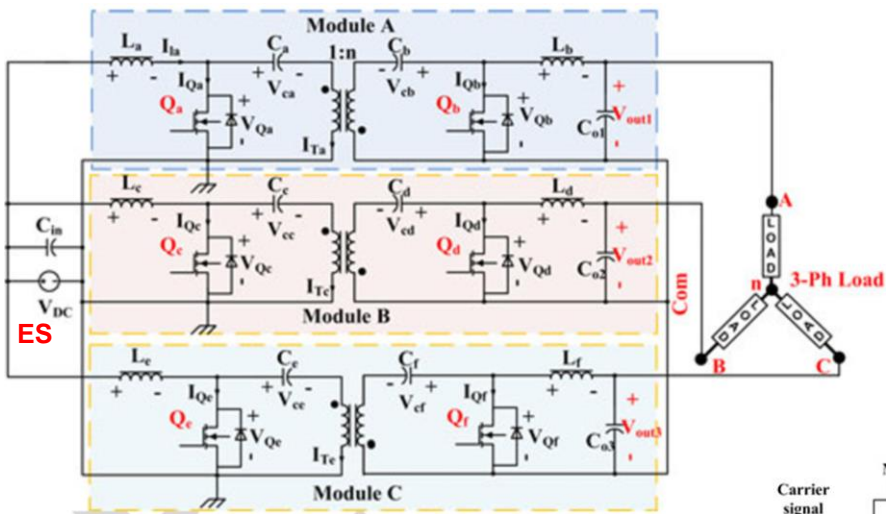 Module A
La
Ila
Ca
1:n
Cb
Lb
+ -
+ -
+ -
+ -
IQa
Vca
Vcb
IQb
+
Qa
+
VQa
-
Qb
+
VQb
-
Vout1
-
ITa
Co1
Lc
Cc
Cd
Ld
+ -
+ -
- +
+ -
IQc
Vcc
Vcd
IQd
+
A
Cin
Qc
+
VQc
-
Qd
+
VQd
-
Vout2
-
LOAD
VDC
ITc
Co2
Com
n
3-Ph Load
ES
Module B
LOAD
LOAD
Le
Ce
Cf
Lf
B
C
+ -
+ -
- +
+ -
IQe
Vce
Vcf
IQf
+
Qe
+
VQe
-
Qf
+
VQf
-
Vout3
-
ITe
Co3
Module C
Carrier
signal